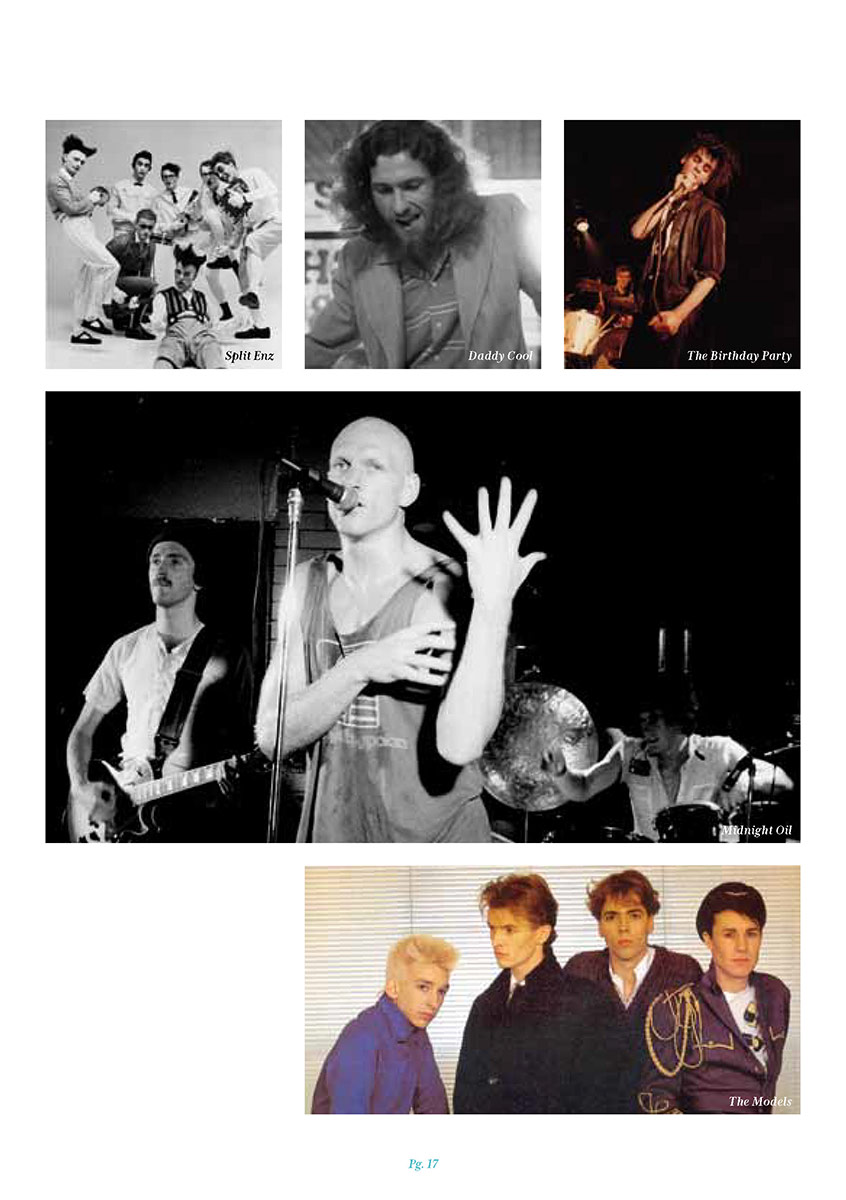 Split Enz
Daddy Cool
The Birthday Party
Midnight Oil
The Models
Pg. 17